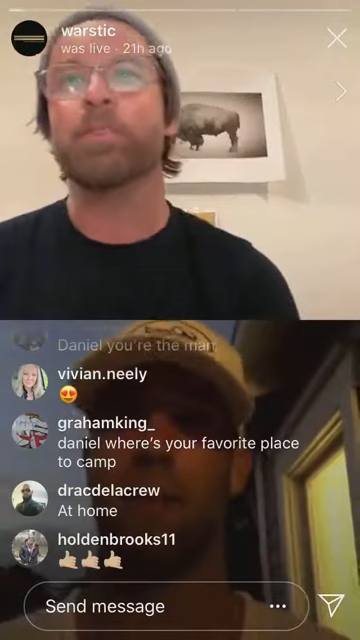 warstic
was live · 21h ago
Daniel you're the man
vivian.neely
😍
grahamking_
daniel where's your favorite place
to camp
dracdelacrew
At home
holdenbrooks11
🤙🏼🤙🏼🤙🏼
Send message